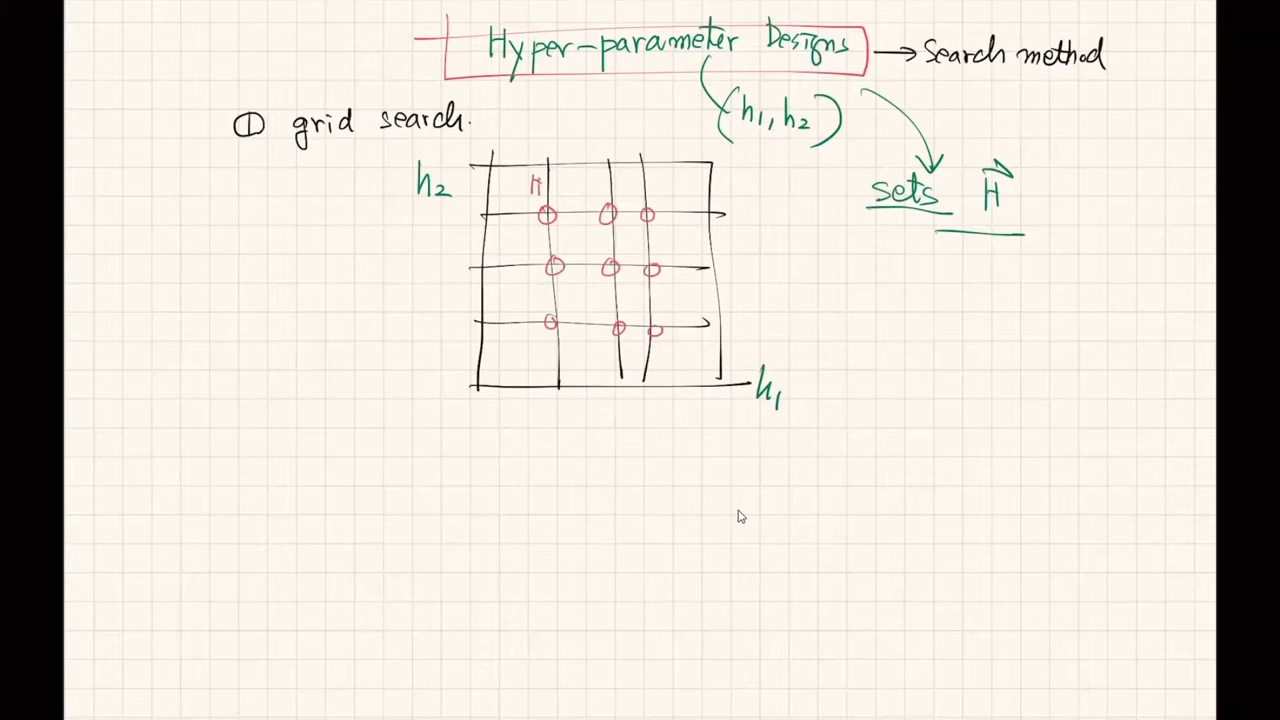 Hyper-parameter Designs → Search method
(h₁, h₂)
① grid search.
h₂
H
sets H⃗
h₁